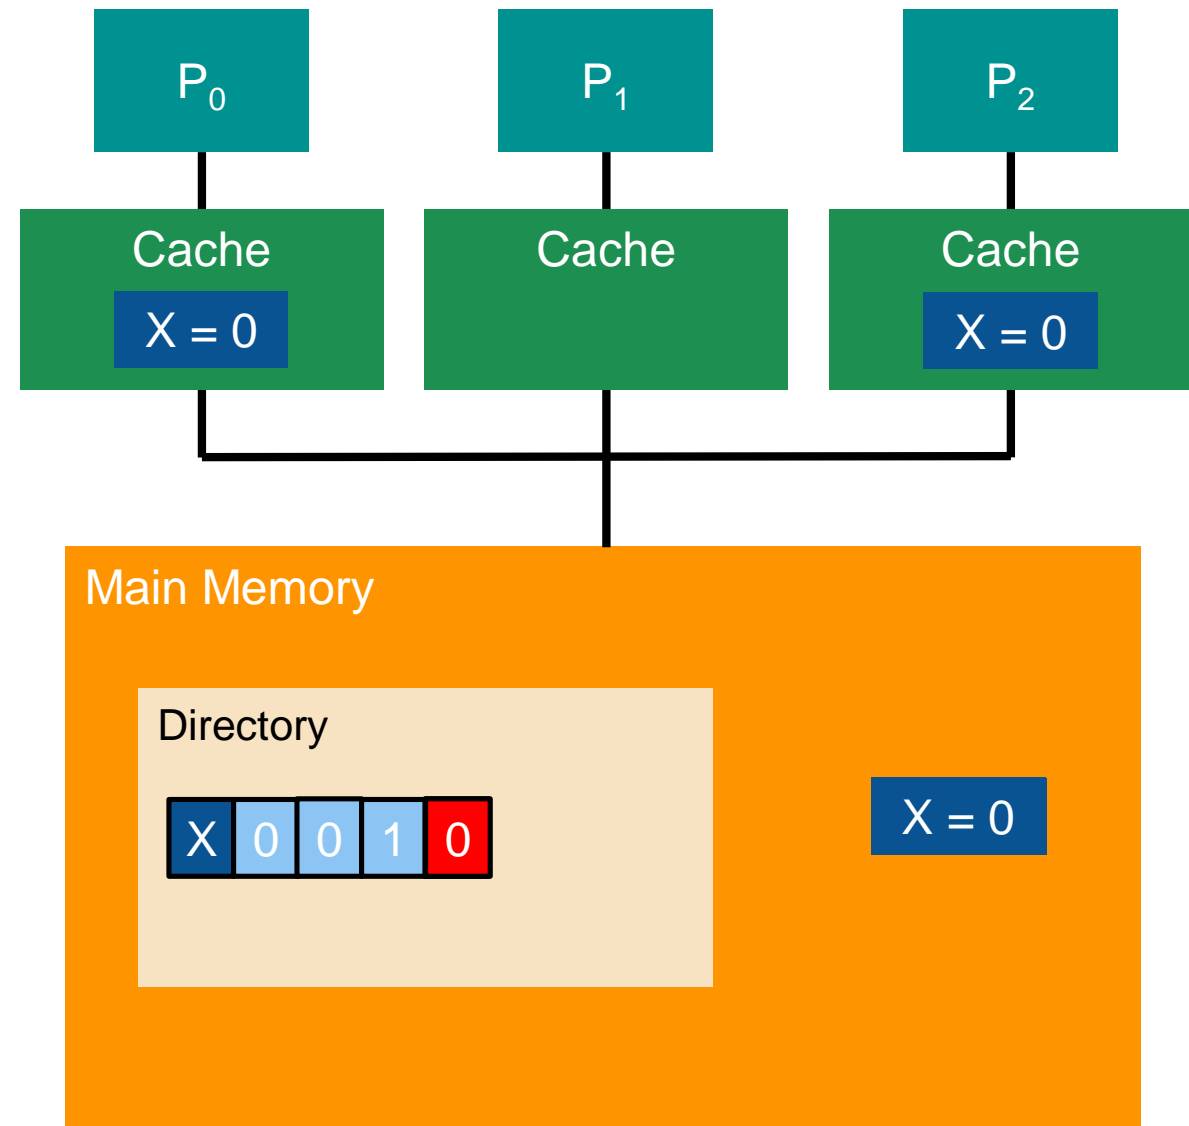 P₀ P₁ P₂
Cache Cache Cache
X = 0 X = 0
Main Memory
Directory
X 0 0 1 0
X = 0